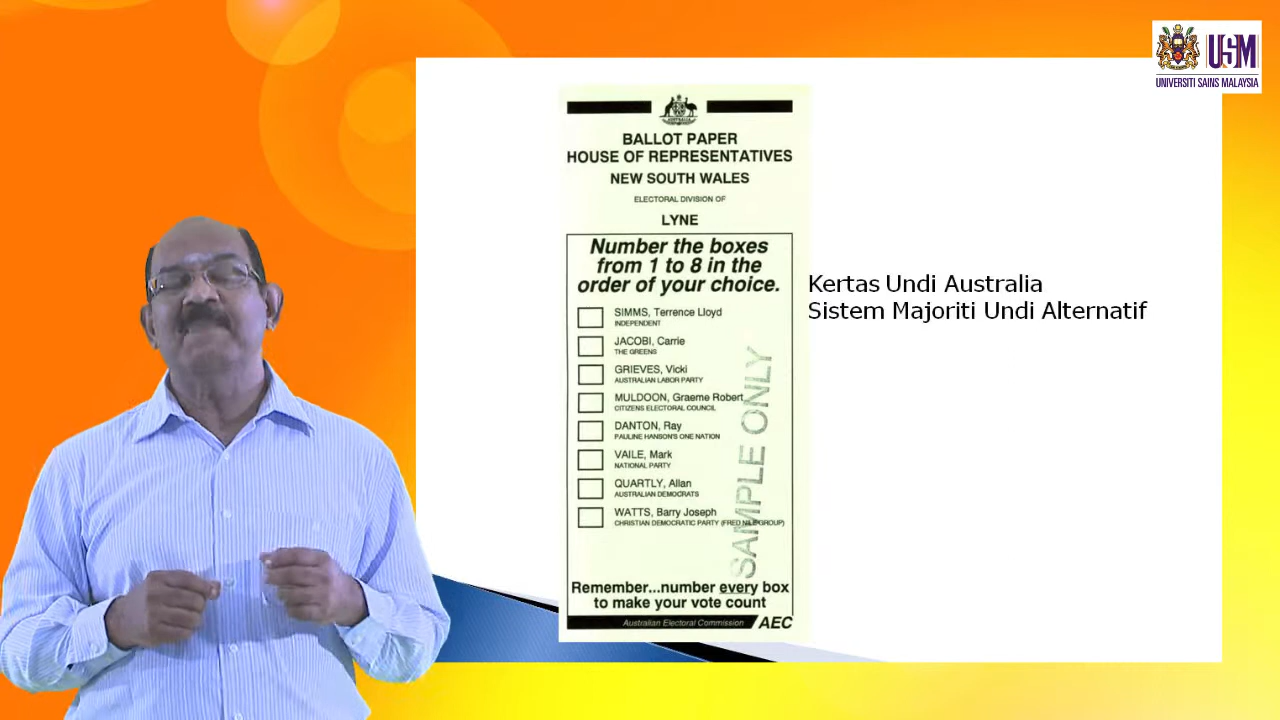 USM
UNIVERSITI SAINS MALAYSIA
AUSTRALIA
BALLOT PAPER
HOUSE OF REPRESENTATIVES
NEW SOUTH WALES
ELECTORAL DIVISION OF
LYNE
Number the boxes
from 1 to 8 in the
order of your choice.
SIMMS, Terrence Lloyd
INDEPENDENT
JACOBI, Carrie
THE GREENS
GRIEVES, Vicki
AUSTRALIAN LABOR PARTY
MULDOON, Graeme Robert
CITIZENS ELECTORAL COUNCIL
DANTON, Ray
PAULINE HANSON'S ONE NATION
VAILE, Mark
NATIONAL PARTY
QUARTLY, Allan
AUSTRALIAN DEMOCRATS
WATTS, Barry Joseph
CHRISTIAN DEMOCRATIC PARTY (FRED NILE GROUP)
SAMPLE ONLY
Remember...number every box
to make your vote count
Australian Electoral Commission AEC
Kertas Undi Australia
Sistem Majoriti Undi Alternatif